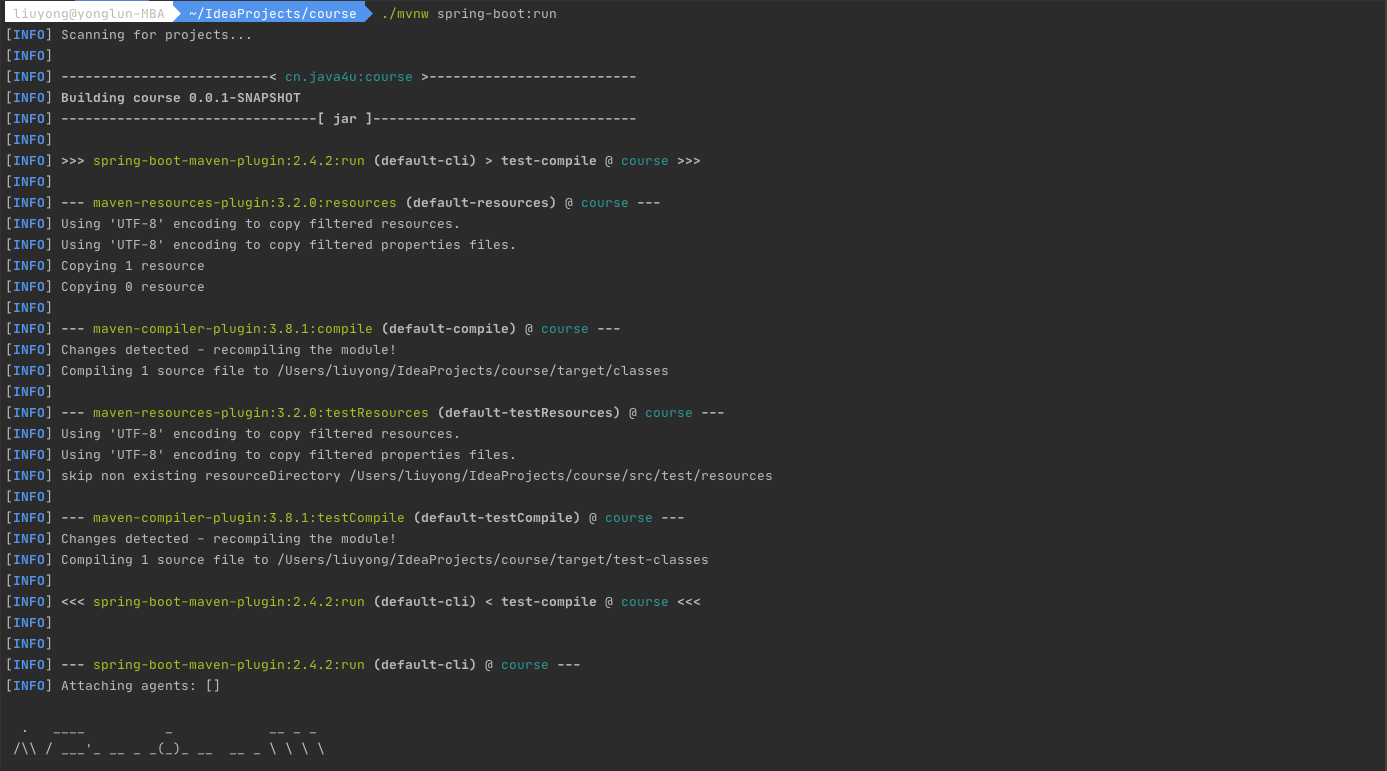 liuyong@yonglun-MBA ~/IdeaProjects/course ./mvnw spring-boot:run
[INFO] Scanning for projects...
[INFO]
[INFO] --------------------------< cn.java4u:course >--------------------------
[INFO] Building course 0.0.1-SNAPSHOT
[INFO] --------------------------------[ jar ]---------------------------------
[INFO]
[INFO] >>> spring-boot-maven-plugin:2.4.2:run (default-cli) > test-compile @ course >>>
[INFO]
[INFO] --- maven-resources-plugin:3.2.0:resources (default-resources) @ course ---
[INFO] Using 'UTF-8' encoding to copy filtered resources.
[INFO] Using 'UTF-8' encoding to copy filtered properties files.
[INFO] Copying 1 resource
[INFO] Copying 0 resource
[INFO]
[INFO] --- maven-compiler-plugin:3.8.1:compile (default-compile) @ course ---
[INFO] Changes detected - recompiling the module!
[INFO] Compiling 1 source file to /Users/liuyong/IdeaProjects/course/target/classes
[INFO]
[INFO] --- maven-resources-plugin:3.2.0:testResources (default-testResources) @ course ---
[INFO] Using 'UTF-8' encoding to copy filtered resources.
[INFO] Using 'UTF-8' encoding to copy filtered properties files.
[INFO] skip non existing resourceDirectory /Users/liuyong/IdeaProjects/course/src/test/resources
[INFO]
[INFO] --- maven-compiler-plugin:3.8.1:testCompile (default-testCompile) @ course ---
[INFO] Changes detected - recompiling the module!
[INFO] Compiling 1 source file to /Users/liuyong/IdeaProjects/course/target/test-classes
[INFO]
[INFO] <<< spring-boot-maven-plugin:2.4.2:run (default-cli) < test-compile @ course <<<
[INFO]
[INFO]
[INFO] --- spring-boot-maven-plugin:2.4.2:run (default-cli) @ course ---
[INFO] Attaching agents: []
  .   ____          _            __ _ _
 /\\ / ___'_ __ _ _(_)_ __  __ _ \ \ \ \